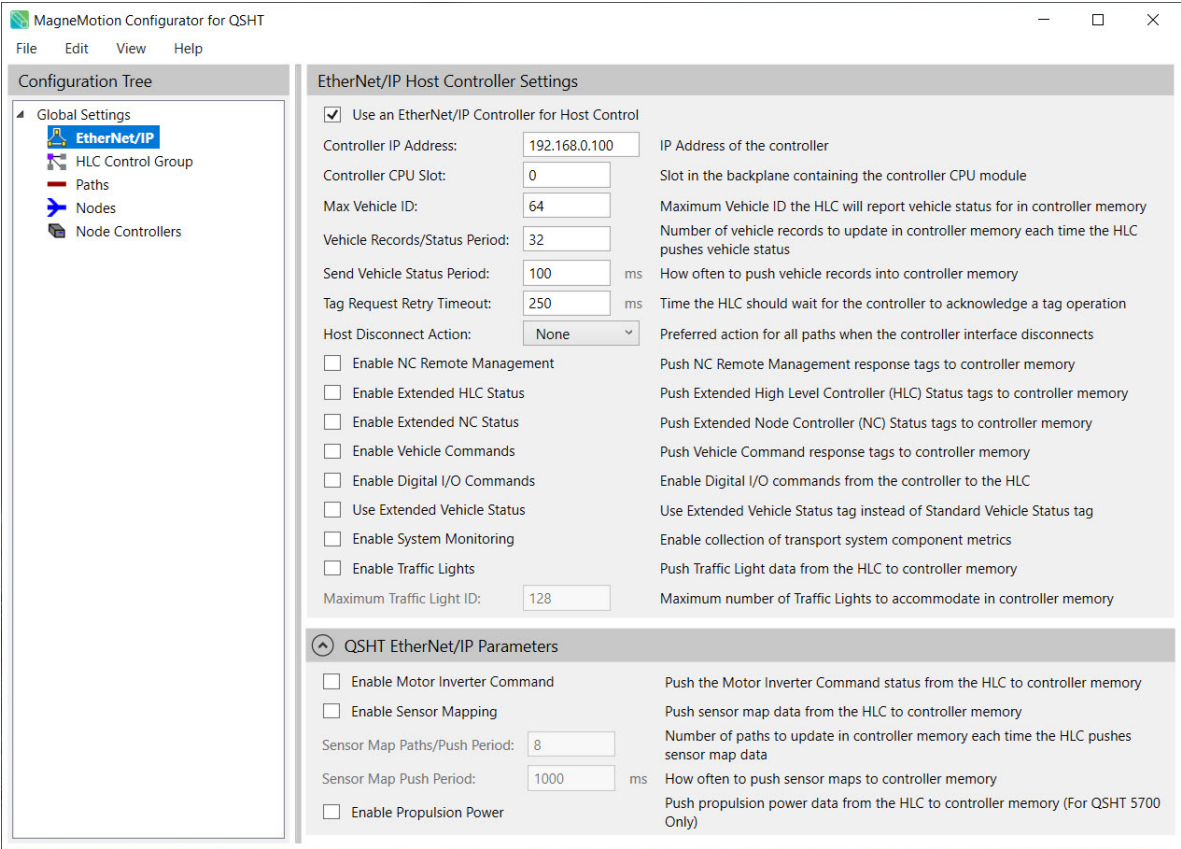 MagneMotion Configurator for QSHT
File Edit View Help
Configuration Tree
Global Settings
EtherNet/IP
HLC Control Group
Paths
Nodes
Node Controllers
EtherNet/IP Host Controller Settings
Use an EtherNet/IP Controller for Host Control
Controller IP Address: 192.168.0.100 IP Address of the controller
Controller CPU Slot: 0 Slot in the backplane containing the controller CPU module
Max Vehicle ID: 64 Maximum Vehicle ID the HLC will report vehicle status for in controller memory
Vehicle Records/Status Period: 32 Number of vehicle records to update in controller memory each time the HLC
pushes vehicle status
Send Vehicle Status Period: 100 ms How often to push vehicle records into controller memory
Tag Request Retry Timeout: 250 ms Time the HLC should wait for the controller to acknowledge a tag operation
Host Disconnect Action: None Preferred action for all paths when the controller interface disconnects
Enable NC Remote Management Push NC Remote Management response tags to controller memory
Enable Extended HLC Status Push Extended High Level Controller (HLC) Status tags to controller memory
Enable Extended NC Status Push Extended Node Controller (NC) Status tags to controller memory
Enable Vehicle Commands Push Vehicle Command response tags to controller memory
Enable Digital I/O Commands Enable Digital I/O commands from the controller to the HLC
Use Extended Vehicle Status Use Extended Vehicle Status tag instead of Standard Vehicle Status tag
Enable System Monitoring Enable collection of transport system component metrics
Enable Traffic Lights Push Traffic Light data from the HLC to controller memory
Maximum Traffic Light ID: 128 Maximum number of Traffic Lights to accommodate in controller memory
QSHT EtherNet/IP Parameters
Enable Motor Inverter Command Push the Motor Inverter Command status from the HLC to controller memory
Enable Sensor Mapping Push sensor map data from the HLC to controller memory
Sensor Map Paths/Push Period: 8 Number of paths to update in controller memory each time the HLC pushes
sensor map data
Sensor Map Push Period: 1000 ms How often to push sensor maps to controller memory
Enable Propulsion Power Push propulsion power data from the HLC to controller memory (For QSHT 5700
Only)